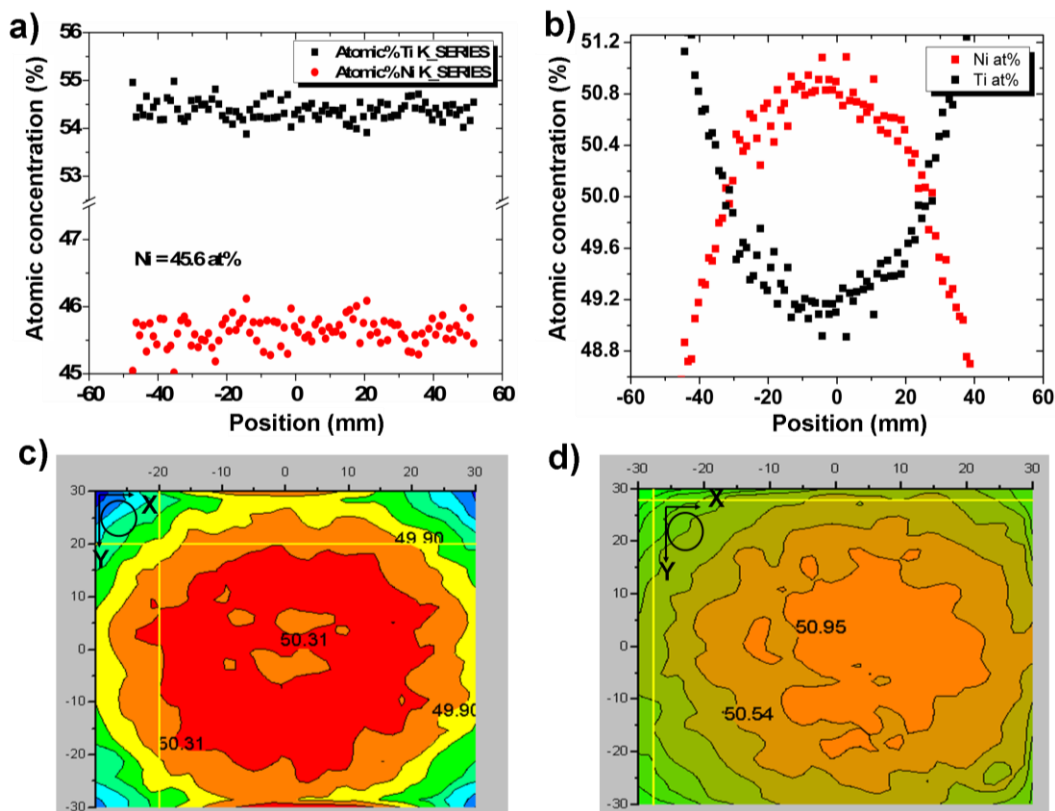 a)
56
55
54
53
47
46
45
Atomic concentration (%)
Atomic%Ti K_SERIES
Atomic%Ni K_SERIES
Ni = 45.6 at%
-60 -40 -20 0 20 40 60
Position (mm)
b)
51.2
50.8
50.4
50.0
49.6
49.2
48.8
Atomic concentration (%)
Ni at%
Ti at%
-60 -40 -20 0 20 40 60
Position (mm)
c)
-20 -10 0 10 20 30
30
20
10
0
-10
-20
-30
X
Y
49.90
50.31
49.90
50.31
d)
-30 -20 -10 0 10 20 30
30
20
10
0
-10
-20
-30
X
Y
50.95
50.54